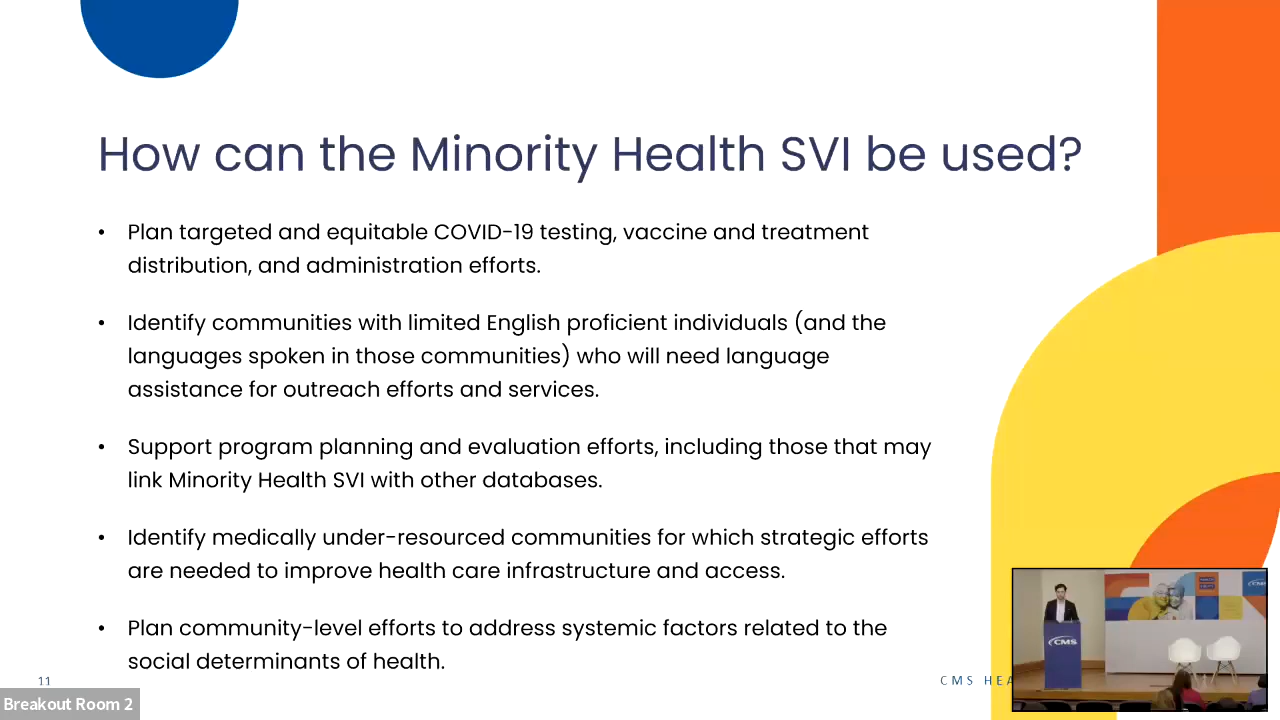 How can the Minority Health SVI be used?
• Plan targeted and equitable COVID-19 testing, vaccine and treatment
distribution, and administration efforts.
• Identify communities with limited English proficient individuals (and the
languages spoken in those communities) who will need language
assistance for outreach efforts and services.
• Support program planning and evaluation efforts, including those that may
link Minority Health SVI with other databases.
• Identify medically under-resourced communities for which strategic efforts
are needed to improve health care infrastructure and access.
• Plan community-level efforts to address systemic factors related to the
social determinants of health.
11
CMS
Breakout Room 2
CMS